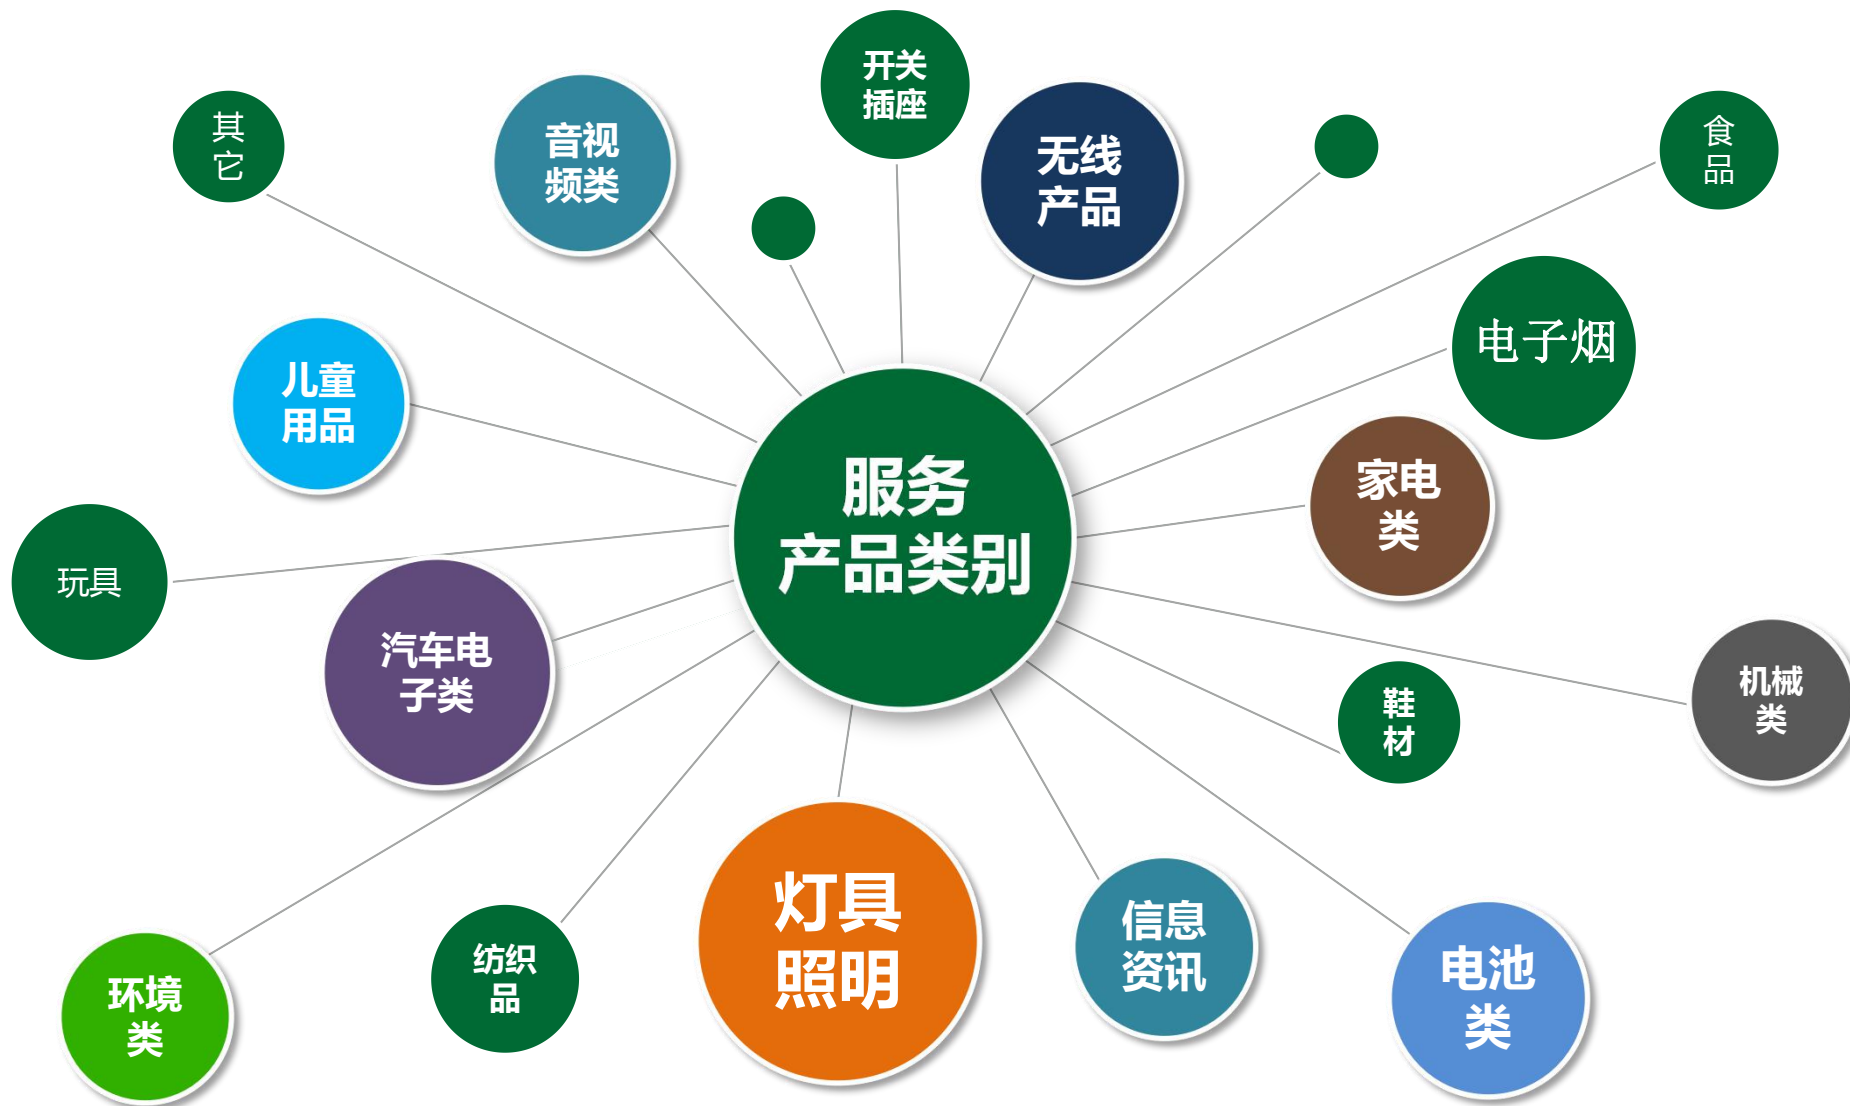 开关
插座
其
它
音视
频类
无线
产品
食
品
电子烟
儿童
用品
服务
产品类别
家电
类
玩具
汽车电
子类
鞋
材
机械
类
灯具
照明
信息
资讯
纺织
品
电池
类
环境
类